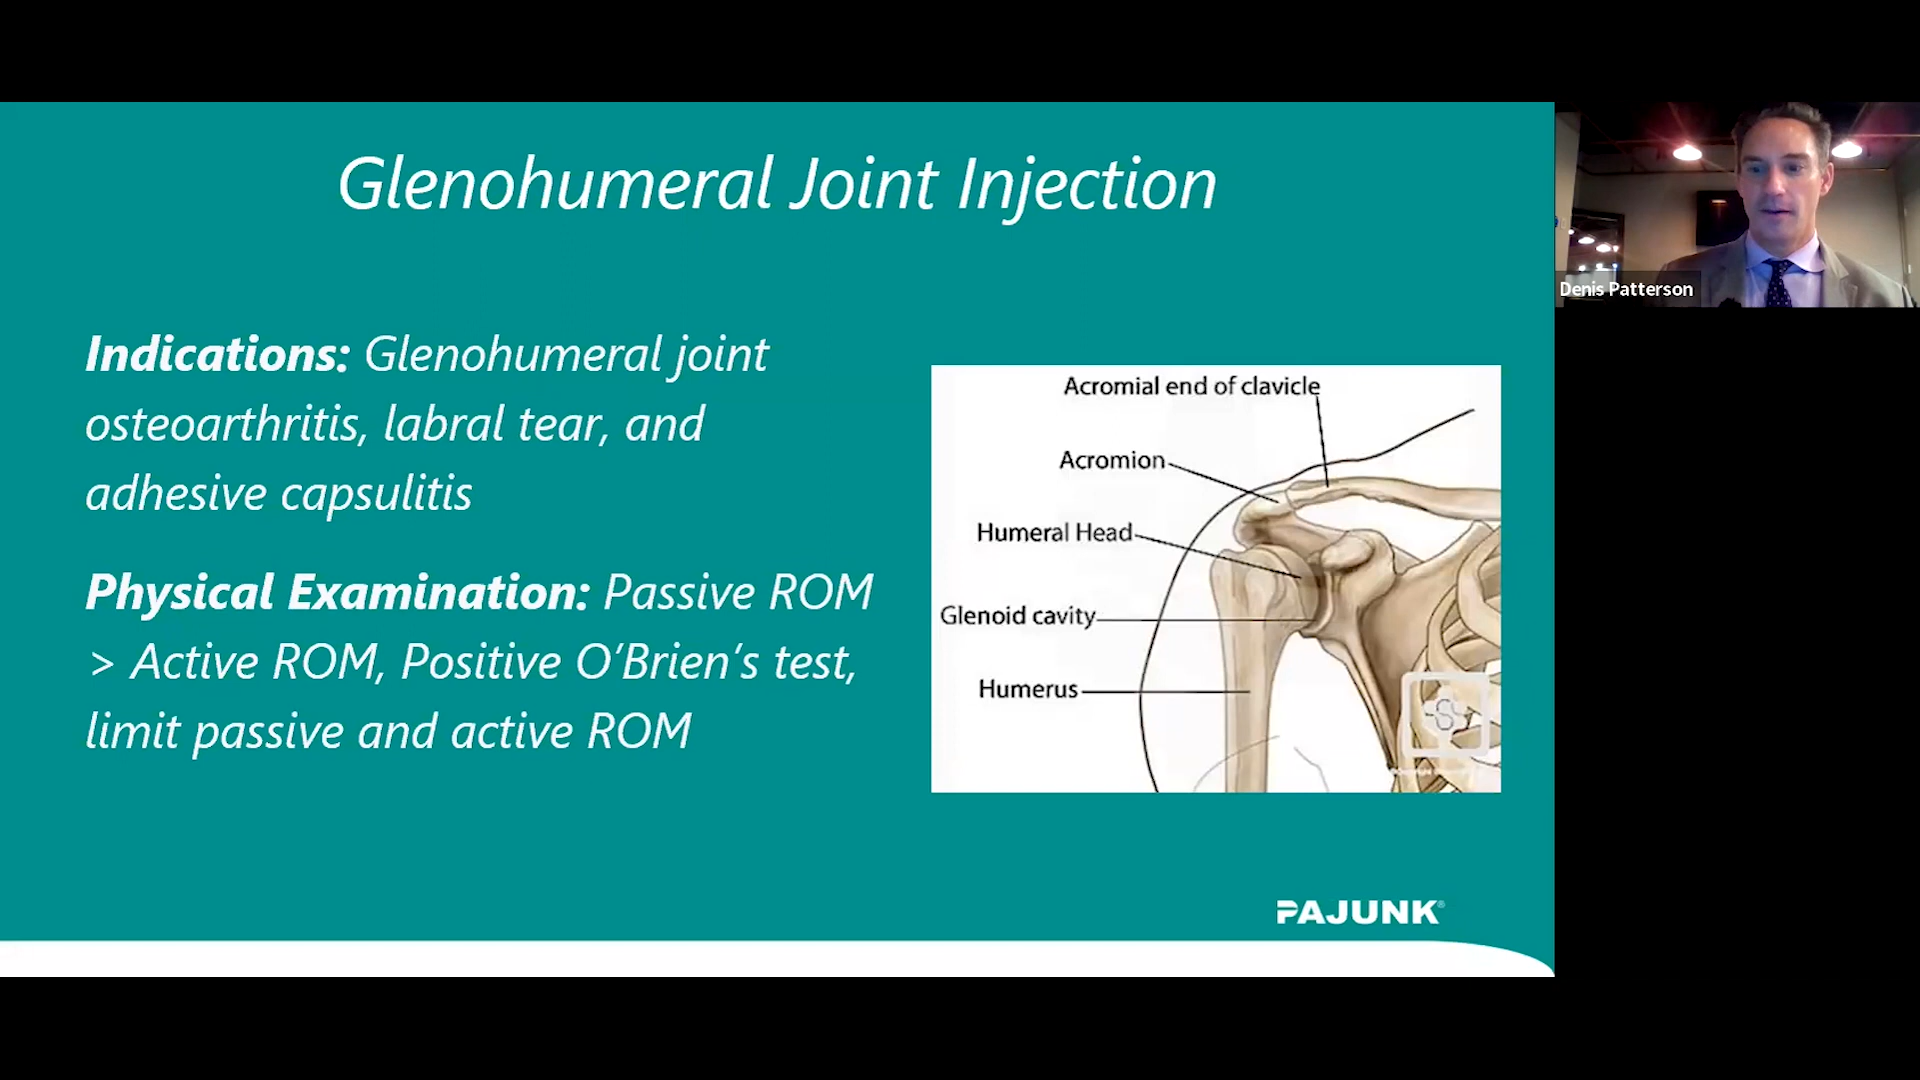 Glenohumeral Joint Injection
Indications: Glenohumeral joint
osteoarthritis, labral tear, and
adhesive capsulitis
Physical Examination: Passive ROM
> Active ROM, Positive O'Brien's test,
limit passive and active ROM
Acromial end of clavicle
Acromion
Humeral Head
Glenoid cavity
Humerus
PAJUNK®
Denis Patterson